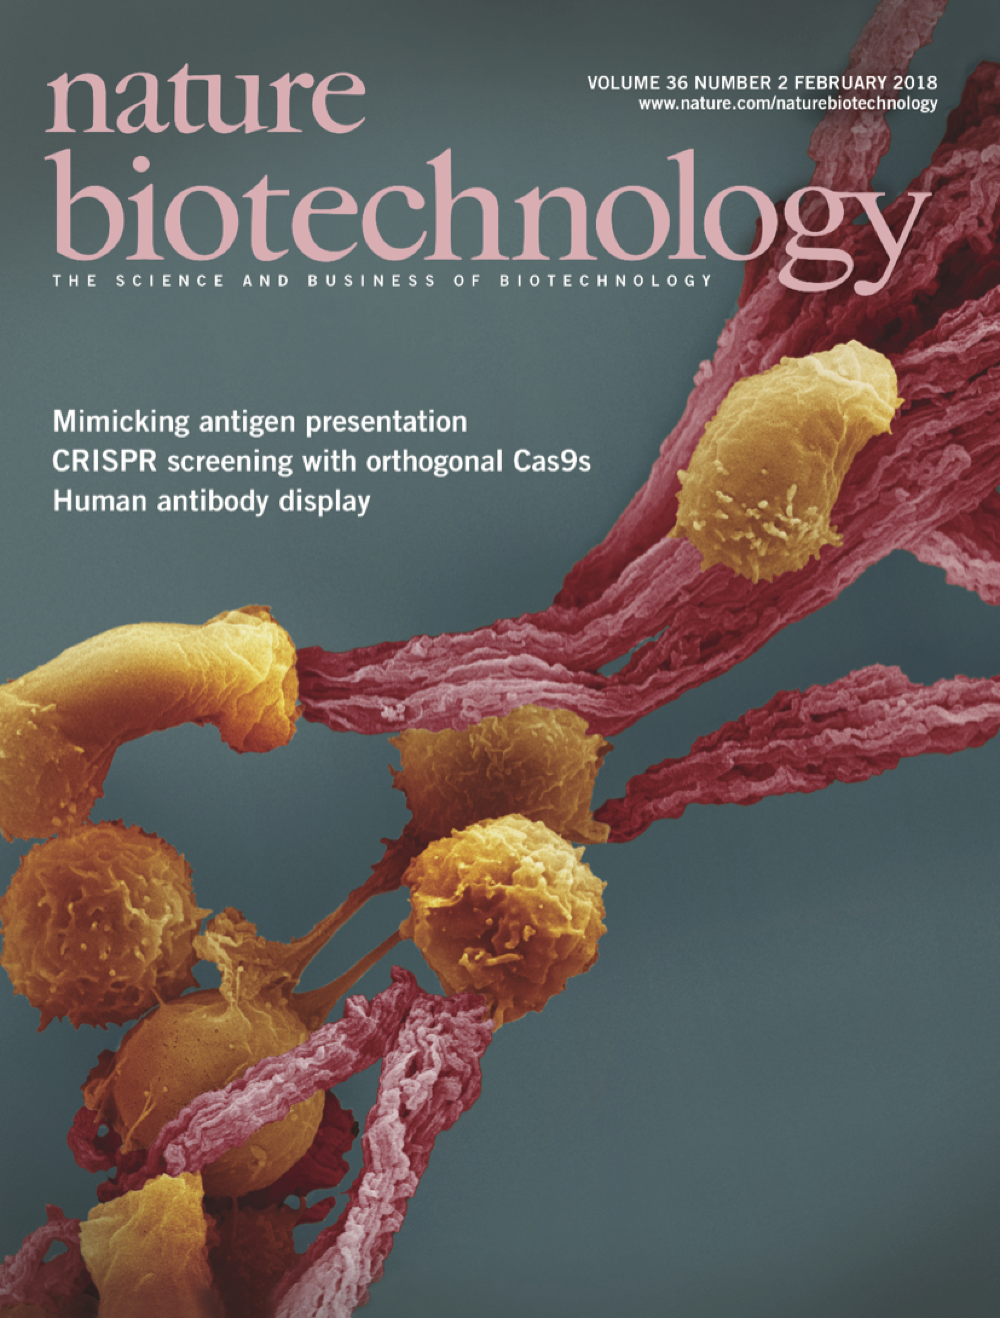 nature
VOLUME 36 NUMBER 2 FEBRUARY 2018
www.nature.com/naturebiotechnology
biotechnology
THE SCIENCE AND BUSINESS OF BIOTECHNOLOGY
Mimicking antigen presentation
CRISPR screening with orthogonal Cas9s
Human antibody display